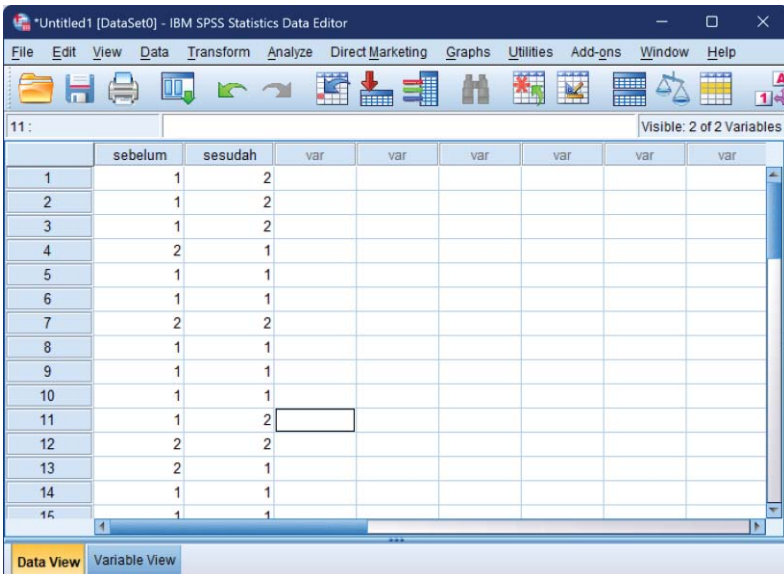 *Untitled1 [DataSet0] - IBM SPSS Statistics Data Editor
File Edit View Data Transform Analyze Direct Marketing Graphs Utilities Add-ons Window Help
11 : Visible: 2 of 2 Variables
sebelum sesudah var var var var var var
1 1 2
2 1 2
3 1 2
4 2 1
5 1 1
6 1 1
7 2 2
8 1 1
9 1 1
10 1 1
11 1 2
12 2 2
13 2 1
14 1 1
15 1 1
Data View Variable View